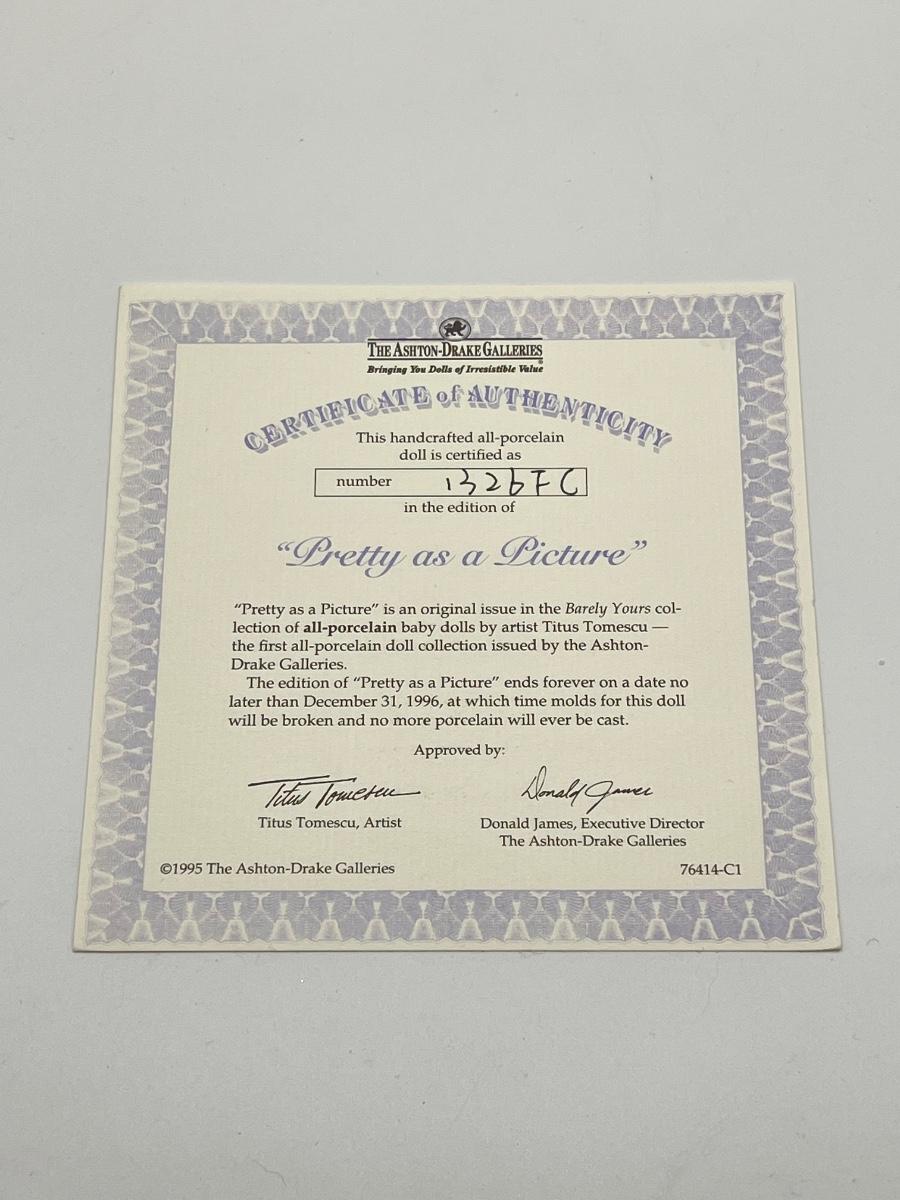 THE ASHTON-DRAKE GALLERIES
Bringing You Dolls of Irresistible Value®
CERTIFICATE of AUTHENTICITY
This handcrafted all-porcelain
doll is certified as
number 1326FC
in the edition of
“Pretty as a Picture”
“Pretty as a Picture” is an original issue in the Barely Yours col-
lection of all-porcelain baby dolls by artist Titus Tomescu —
the first all-porcelain doll collection issued by the Ashton-
Drake Galleries.
The edition of “Pretty as a Picture” ends forever on a date no
later than December 31, 1996, at which time molds for this doll
will be broken and no more porcelain will ever be cast.
Approved by:
Titus Tomescu Donald James
Titus Tomescu, Artist Donald James, Executive Director
The Ashton-Drake Galleries
©1995 The Ashton-Drake Galleries 76414-C1